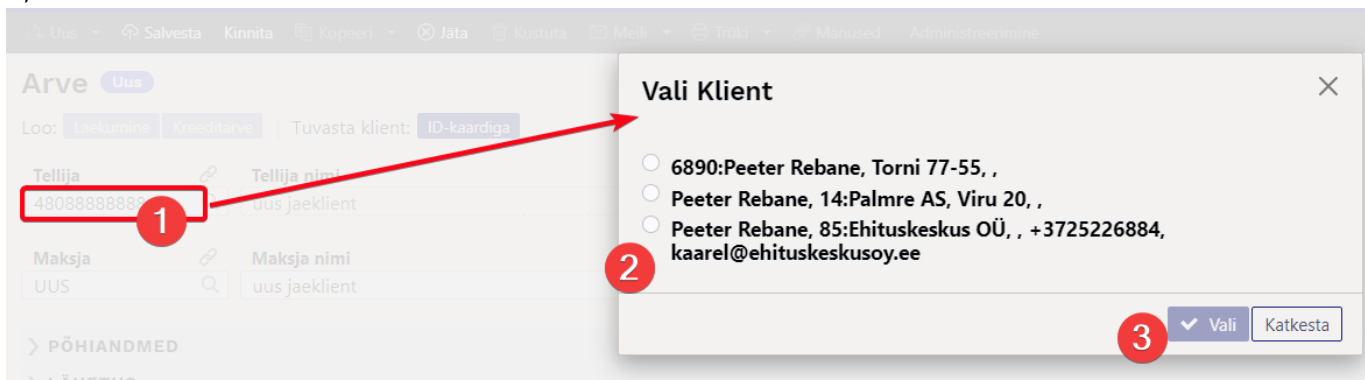 Uus Salvesta Kinnita Kopeeri Jäta Kustuta Meili Trüki Manused Administreerimine
Arve Uus
Loo: Laekumine Kreeditarve Tuvasta klient: ID-kaardiga
Tellija Tellija nimi
48088888888 uus jaeklient
1
Maksja Maksja nimi
UUS uus jaeklient
PÕHIANDMED
Vali Klient
6890:Peeter Rebane, Torni 77-55, ,
Peeter Rebane, 14:Palmre AS, Viru 20, ,
Peeter Rebane, 85:Ehituskeskus OÜ, , +3725226884,
kaarel@ehituskeskusoy.ee
2
3 Vali Katkesta